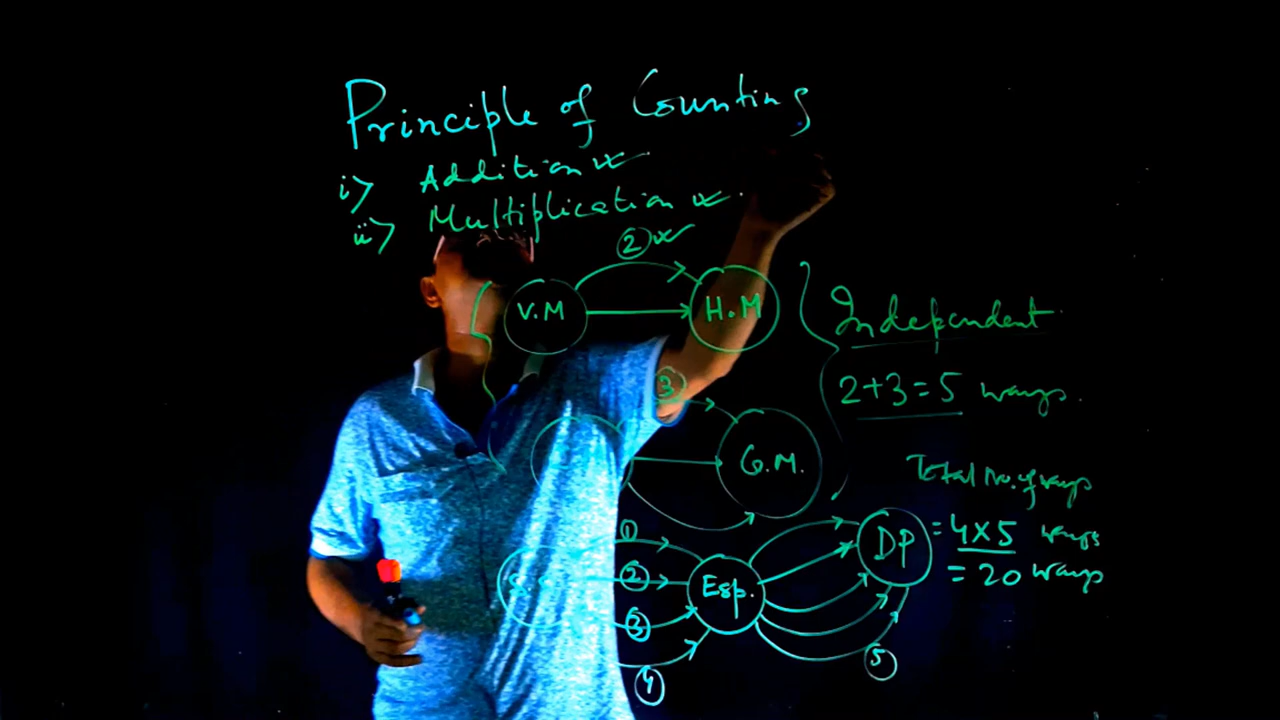 Principle of Counting
i> Addition
ii> Multiplication
②
V.M
H.M
Independent
③
2+3=5 ways.
G.M.
Total No. of ways
①
DP
= 4×5 ways
②
Esp.
= 20 ways
③
④
⑤